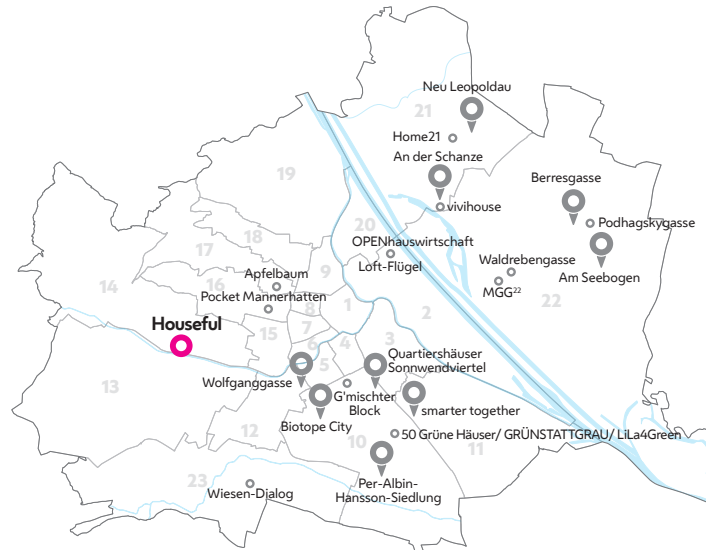 Neu Leopoldau
21
Home21
An der Schanze
19
Berresgasse
vivihouse
Podhagskygasse
20
18
17
OPENhauswirtschaft
Loft-Flügel
Waldrebengasse
Am Seebogen
9
Apfelbaum
16
14
MGG²²
22
Pocket Mannerhatten
8
1
2
Houseful
15
7
6
4
3
5
Quartiershäuser
Sonnwendviertel
13
Wolfganggasse
G'mischter
Block
smarter together
Biotope City
12
10
50 Grüne Häuser/ GRÜNSTATTGRAU/ LiLa4Green
11
23
Wiesen-Dialog
Per-Albin-
Hansson-Siedlung